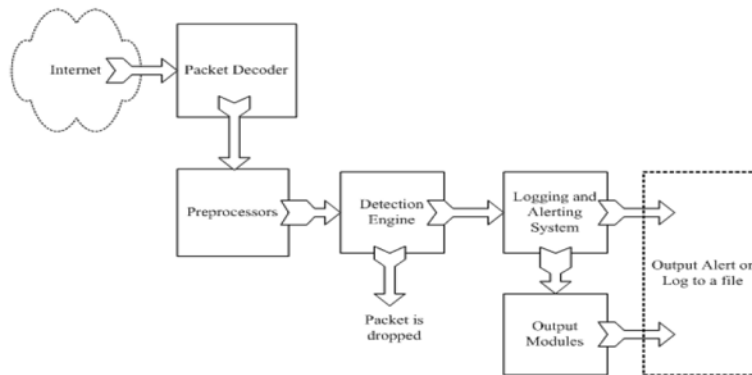 Internet
Packet Decoder
Preprocessors
Detection
Engine
Logging and
Alerting
System
Output Alert or
Log to a file
Packet is
dropped
Output
Modules